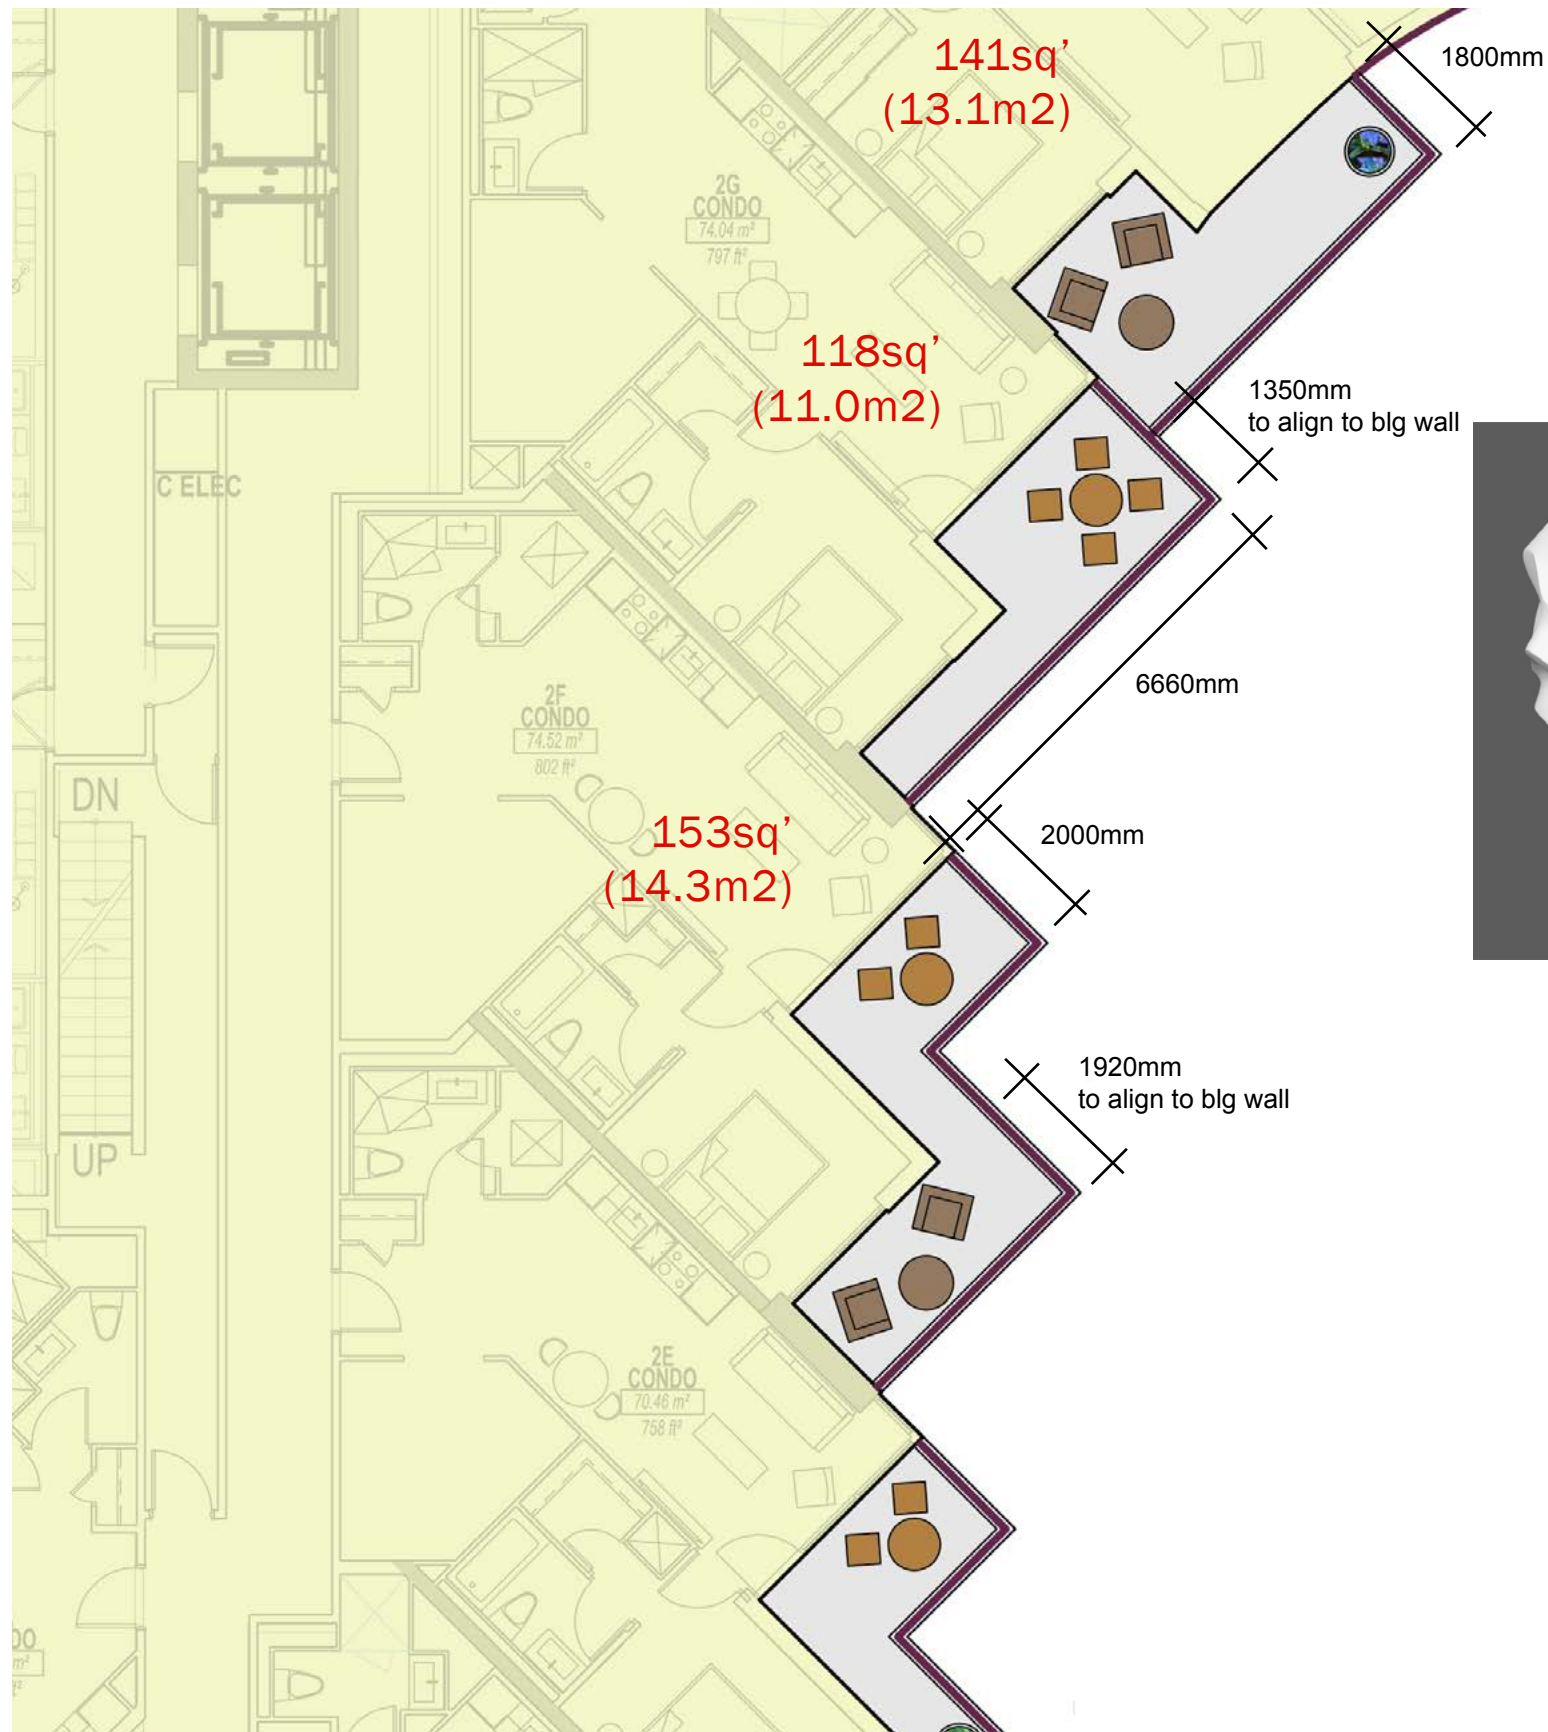 141sq’
(13.1m2)
1800mm
2G
CONDO
74.04 m²
797 ft²
118sq’
(11.0m2)
1350mm
to align to blg wall
C ELEC
6660mm
2F
CONDO
74.52 m²
802 ft²
DN
153sq’
(14.3m2)
2000mm
1920mm
to align to blg wall
UP
2E
CONDO
70.46 m²
758 ft²